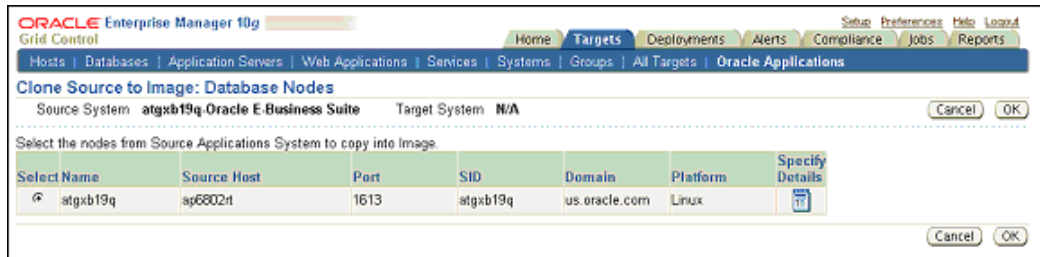 ORACLE Enterprise Manager 10g
Setup Preferences Help Logout
Grid Control
Home Targets Deployments Alerts Compliance Jobs Reports
Hosts | Databases | Application Servers | Web Applications | Services | Systems | Groups | All Targets | Oracle Applications
Clone Source to Image: Database Nodes
Source System atgxb19q-Oracle E-Business Suite Target System N/A
Cancel OK
Select the nodes from Source Applications System to copy into Image.
Select Name Source Host Port SID Domain Platform Specify Details
atgxb19q ap6802rt 1613 atgxb19q us.oracle.com Linux
Cancel OK